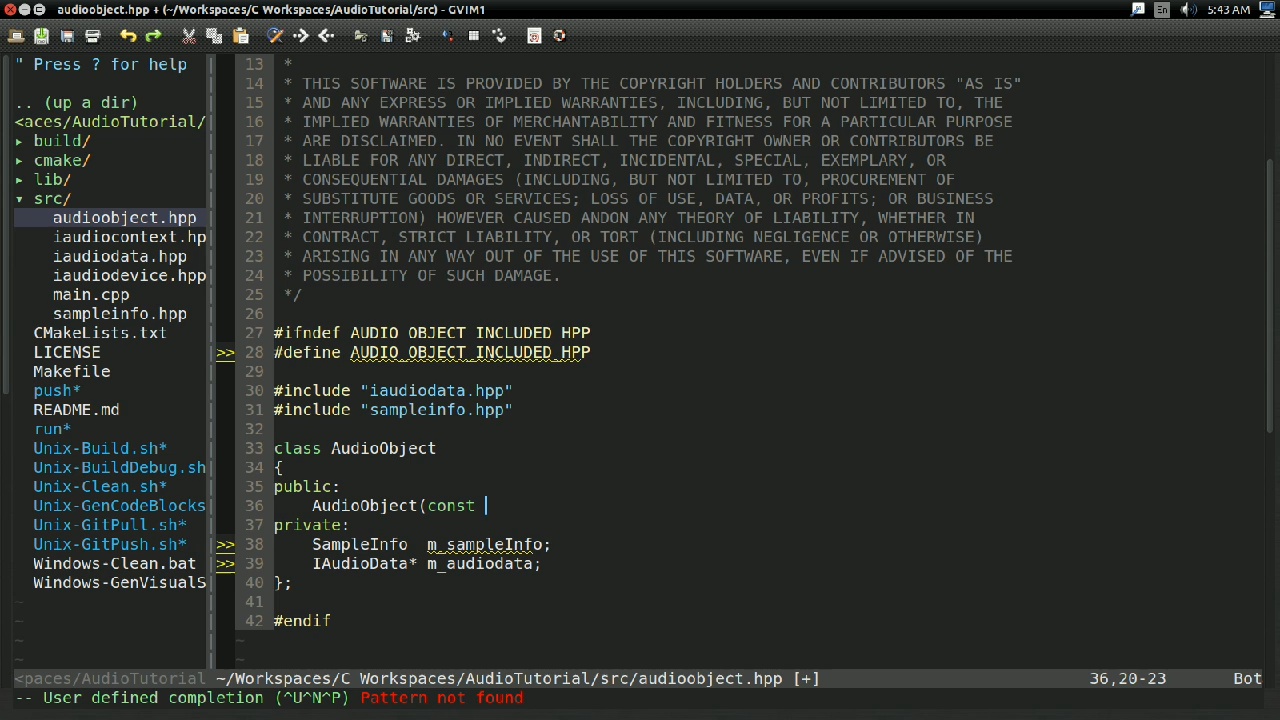 audioobject.hpp + (~/Workspaces/C Workspaces/AudioTutorial/src) - GVIM1
En
5:43 AM
" Press ? for help
.. (up a dir)
<aces/AudioTutorial/
▸ build/
▸ cmake/
▸ lib/
▾ src/
audioobject.hpp
iaudiocontext.hp
iaudiodata.hpp
iaudiodevice.hpp
main.cpp
sampleinfo.hpp
CMakeLists.txt
LICENSE
Makefile
push*
README.md
run*
Unix-Build.sh*
Unix-BuildDebug.sh
Unix-Clean.sh*
Unix-GenCodeBlocks
Unix-GitPull.sh*
Unix-GitPush.sh*
Windows-Clean.bat
Windows-GenVisualS
~
~
~
~
13 *
14 * THIS SOFTWARE IS PROVIDED BY THE COPYRIGHT HOLDERS AND CONTRIBUTORS "AS IS"
15 * AND ANY EXPRESS OR IMPLIED WARRANTIES, INCLUDING, BUT NOT LIMITED TO, THE
16 * IMPLIED WARRANTIES OF MERCHANTABILITY AND FITNESS FOR A PARTICULAR PURPOSE
17 * ARE DISCLAIMED. IN NO EVENT SHALL THE COPYRIGHT OWNER OR CONTRIBUTORS BE
18 * LIABLE FOR ANY DIRECT, INDIRECT, INCIDENTAL, SPECIAL, EXEMPLARY, OR
19 * CONSEQUENTIAL DAMAGES (INCLUDING, BUT NOT LIMITED TO, PROCUREMENT OF
20 * SUBSTITUTE GOODS OR SERVICES; LOSS OF USE, DATA, OR PROFITS; OR BUSINESS
21 * INTERRUPTION) HOWEVER CAUSED ANDON ANY THEORY OF LIABILITY, WHETHER IN
22 * CONTRACT, STRICT LIABILITY, OR TORT (INCLUDING NEGLIGENCE OR OTHERWISE)
23 * ARISING IN ANY WAY OUT OF THE USE OF THIS SOFTWARE, EVEN IF ADVISED OF THE
24 * POSSIBILITY OF SUCH DAMAGE.
25 */
26
27 #ifndef AUDIO_OBJECT_INCLUDED_HPP
>> 28 #define AUDIO_OBJECT_INCLUDED_HPP
29
30 #include "iaudiodata.hpp"
31 #include "sampleinfo.hpp"
32
33 class AudioObject
34 {
35 public:
36 AudioObject(const
37 private:
>> 38 SampleInfo m_sampleInfo;
>> 39 IAudioData* m_audiodata;
40 };
41
42 #endif
~
~
<paces/AudioTutorial ~/Workspaces/C Workspaces/AudioTutorial/src/audioobject.hpp [+] 36,20-23 Bot
-- User defined completion (^U^N^P) Pattern not found